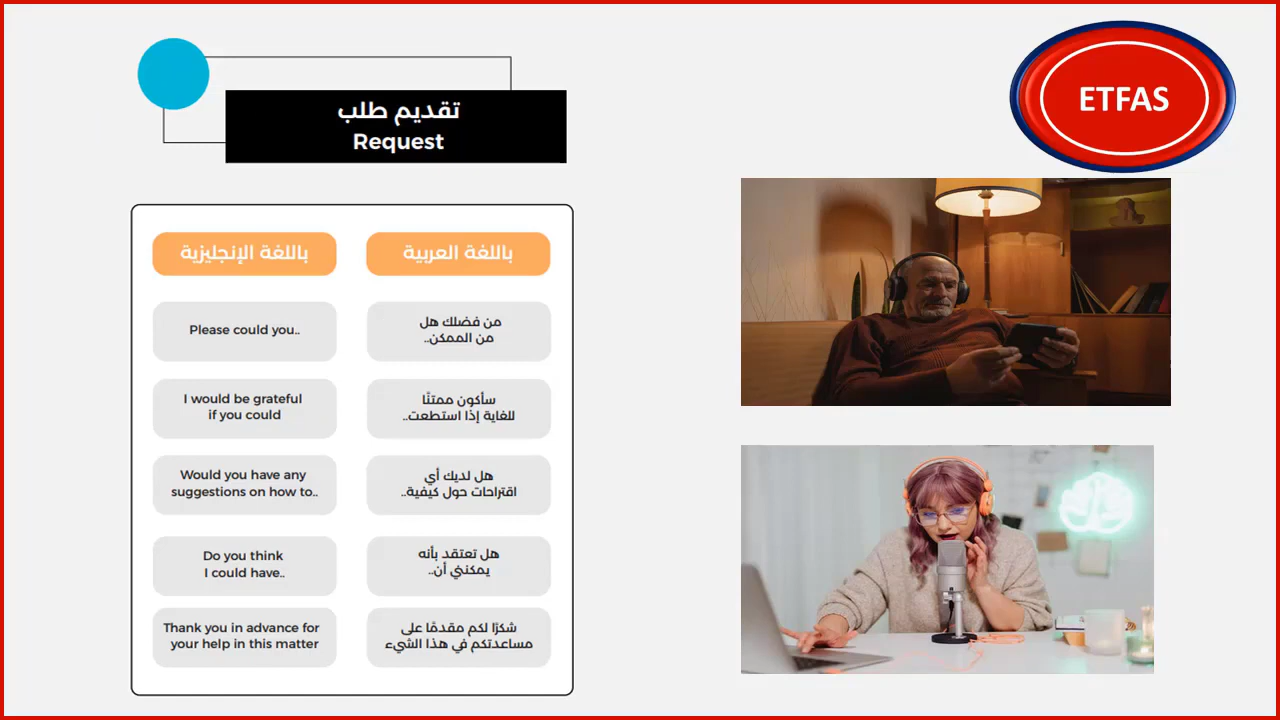 تقديم طلب
Request
ETFAS
باللغة الإنجليزية
باللغة العربية
Please could you..
من فضلك هل
من الممكن..
I would be grateful
if you could
سأكون ممتنًا
للغاية إذا استطعت..
Would you have any
suggestions on how to..
هل لديك أي
اقتراحات حول كيفية..
Do you think
I could have..
هل تعتقد بأنه
يمكنني أن..
Thank you in advance for
your help in this matter
شكرًا لكم مقدمًا على
مساعدتكم في هذا الشيء